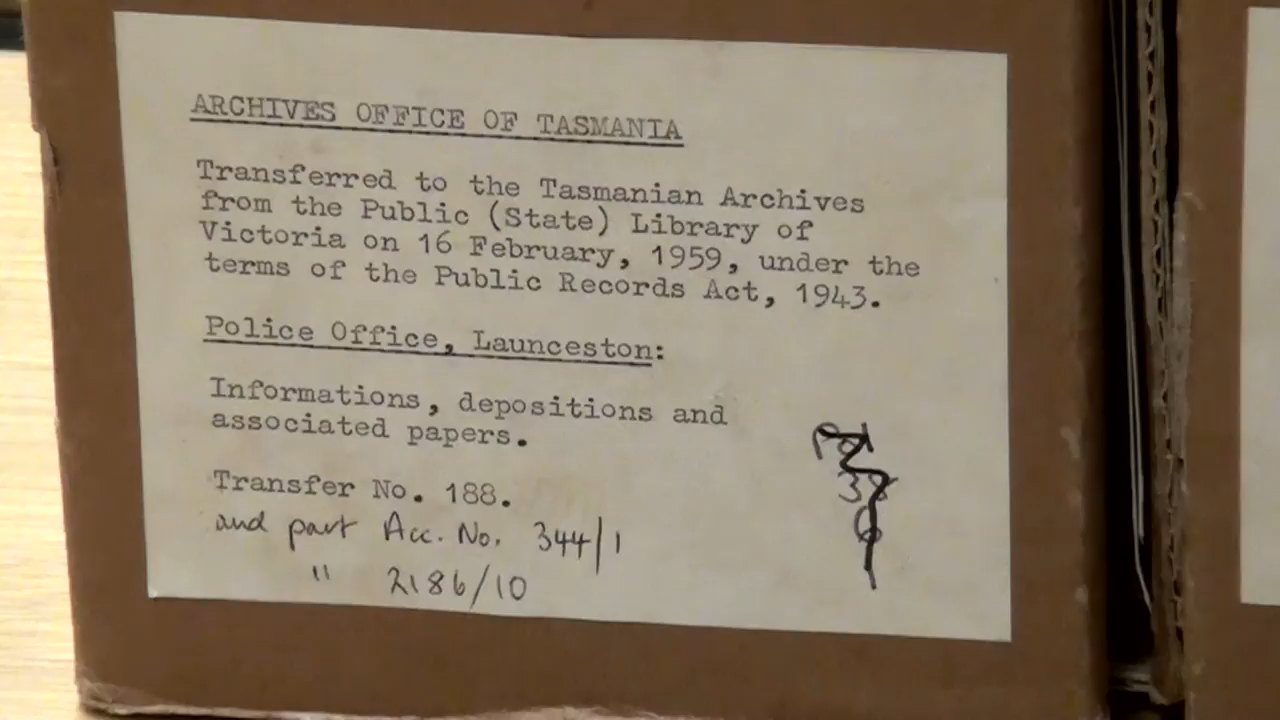 ARCHIVES OFFICE OF TASMANIA
Transferred to the Tasmanian Archives
from the Public (State) Library of
Victoria on 16 February, 1959, under the
terms of the Public Records Act, 1943.
Police Office, Launceston:
Informations, depositions and
associated papers.
Transfer No. 188.
and part Acc. No. 344/1
" 2186/10